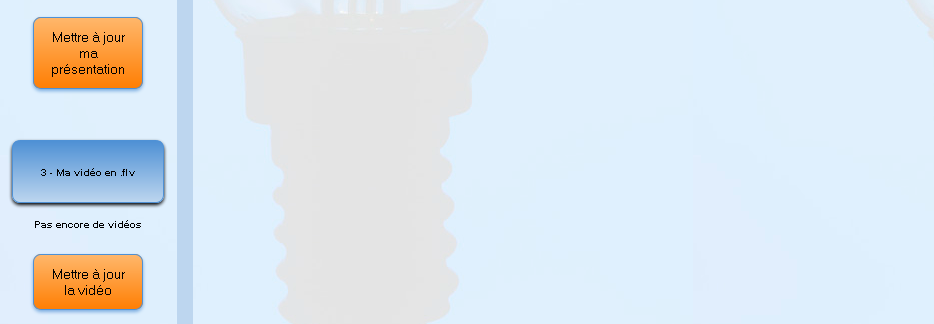 Mettre à jour
ma
présentation
3 - Ma vidéo en .flv
Pas encore de vidéos
Mettre à jour
la vidéo